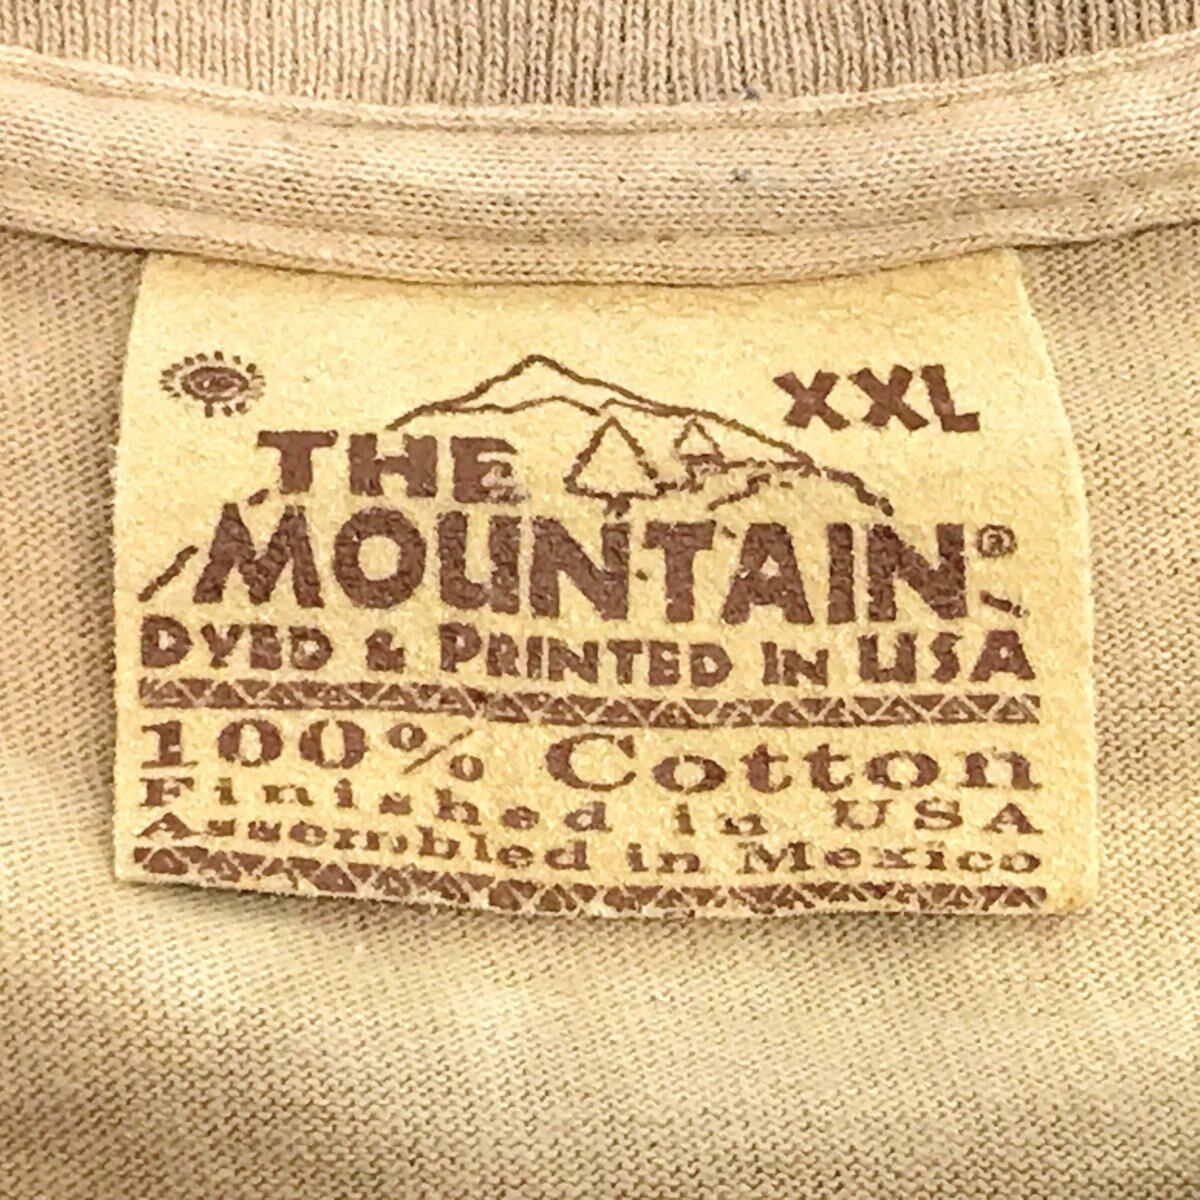 XXL
THE
MOUNTAIN®
DYED & PRINTED IN USA
100% Cotton
Finished in USA
Assembled in Mexico